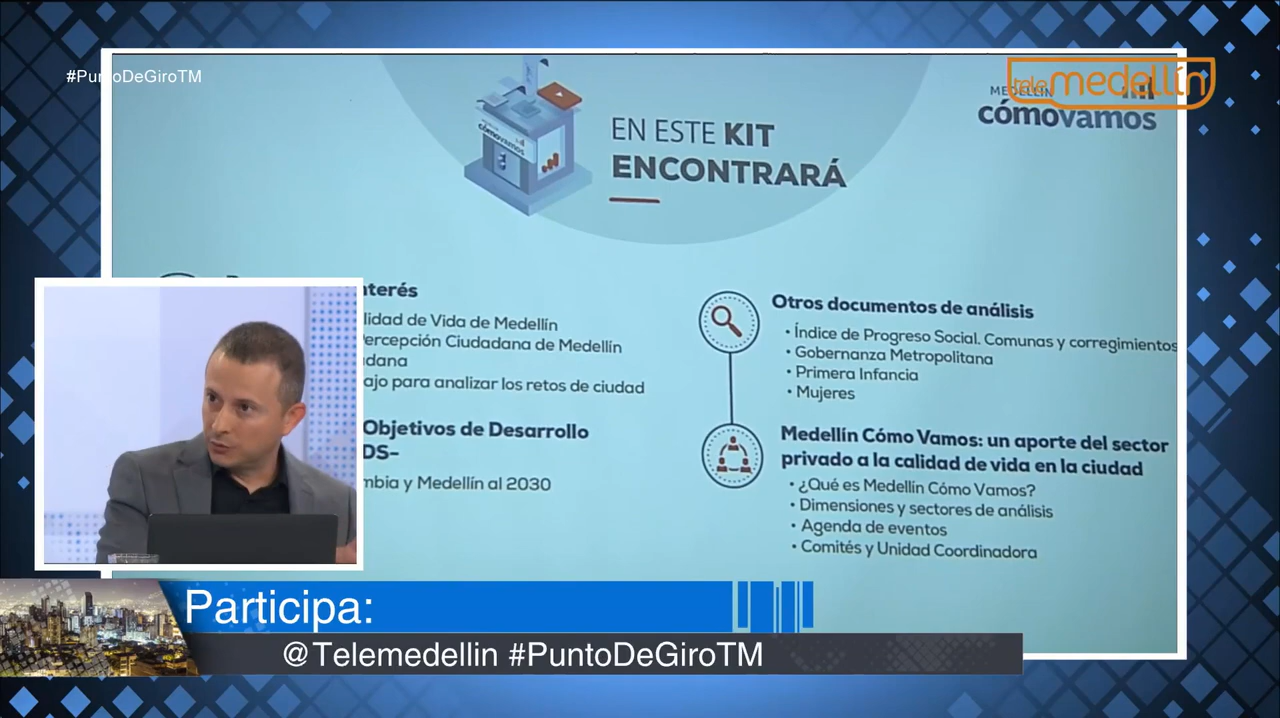 #PuntoDeGiroTM
telemedellín
MEDELLÍN
cómovamos
cómovamos
EN ESTE KIT
ENCONTRARÁ
nterés
lidad de Vida de Medellín
ercepción Ciudadana de Medellín
dana
ajo para analizar los retos de ciudad
Objetivos de Desarrollo
DS-
mbia y Medellín al 2030
Otros documentos de análisis
• Índice de Progreso Social. Comunas y corregimientos
• Gobernanza Metropolitana
• Primera Infancia
• Mujeres
Medellín Cómo Vamos: un aporte del sector
privado a la calidad de vida en la ciudad
• ¿Qué es Medellín Cómo Vamos?
• Dimensiones y sectores de análisis
• Agenda de eventos
• Comités y Unidad Coordinadora
Participa:
@Telemedellin #PuntoDeGiroTM